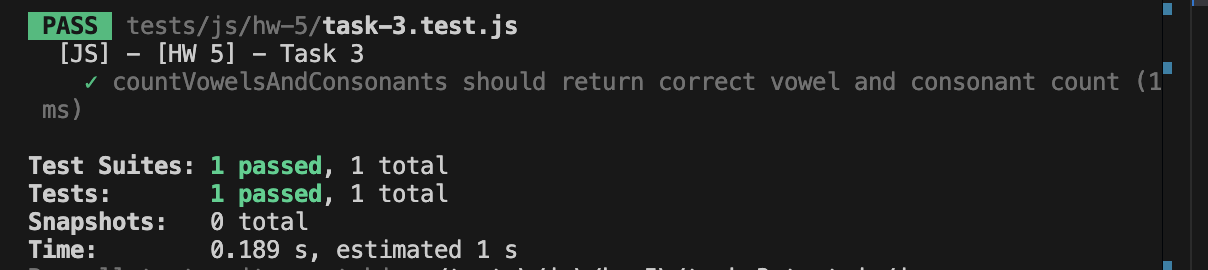 PASS tests/js/hw-5/task-3.test.js
[JS] – [HW 5] – Task 3
✓ countVowelsAndConsonants should return correct vowel and consonant count (1
ms)
Test Suites: 1 passed, 1 total
Tests: 1 passed, 1 total
Snapshots: 0 total
Time: 0.189 s, estimated 1 s